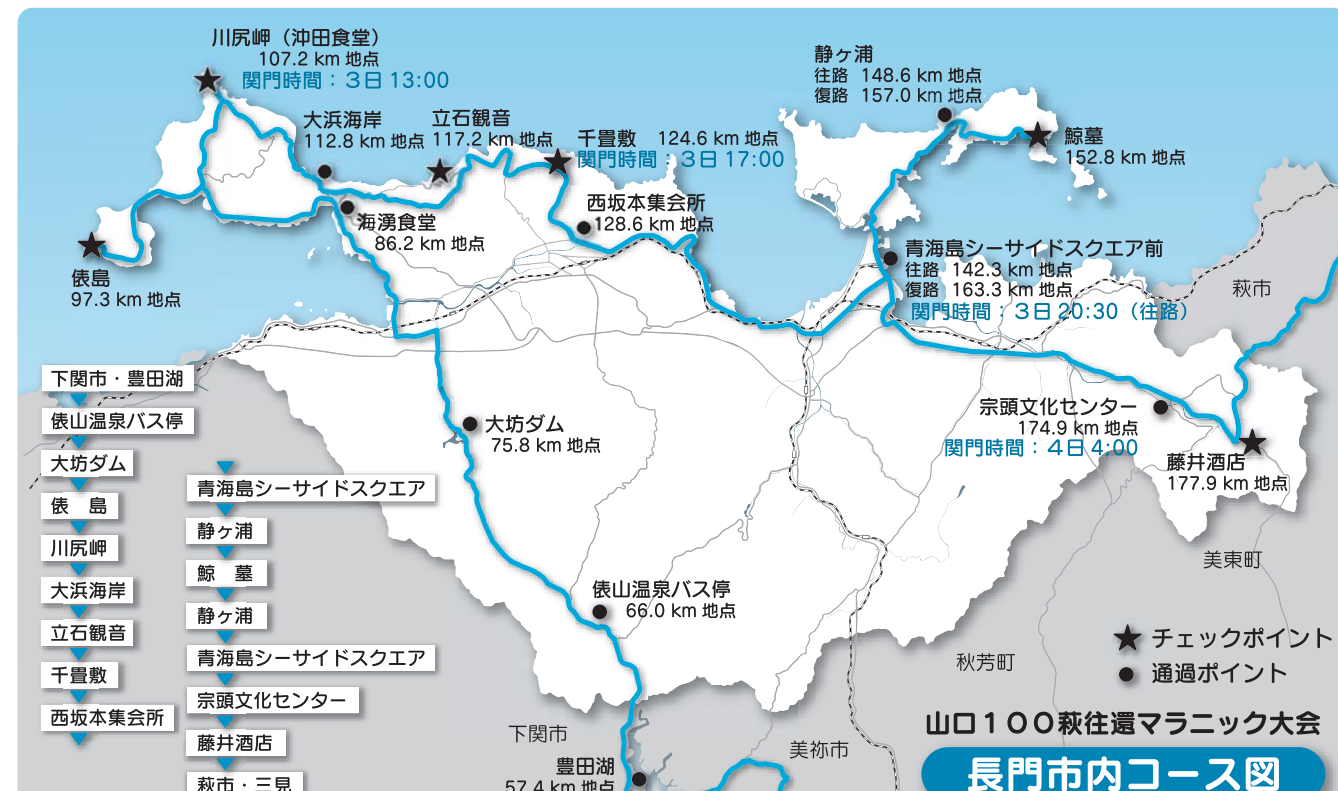 川尻岬（沖田食堂）
107.2 km 地点
関門時間：３日 13:00
大浜海岸
112.8 km 地点
立石観音
117.2 km 地点
千畳敷　124.6 km 地点
関門時間：３日 17:00
西坂本集会所
128.6 km 地点
海湧食堂
86.2 km 地点
俵島
97.3 km 地点
静ヶ浦
往路 148.6 km 地点
復路 157.0 km 地点
鯨墓
152.8 km 地点
青海島シーサイドスクエア前
往路 142.3 km 地点
復路 163.3 km 地点
関門時間：３日 20:30（往路）
萩市
大坊ダム
75.8 km 地点
宗頭文化センター
174.9 km 地点
関門時間：４日 4:00
藤井酒店
177.9 km 地点
美東町
俵山温泉バス停
66.0 km 地点
秋芳町
下関市
美祢市
豊田湖
57.4 km 地点
下関市・豊田湖
俵山温泉バス停
大坊ダム
俵　島
川尻岬
大浜海岸
立石観音
千畳敷
西坂本集会所
青海島シーサイドスクエア
静ヶ浦
鯨　墓
静ヶ浦
青海島シーサイドスクエア
宗頭文化センター
藤井酒店
萩市・三見
★ チェックポイント
● 通過ポイント
山口１００萩往還マラニック大会
長門市内コース図